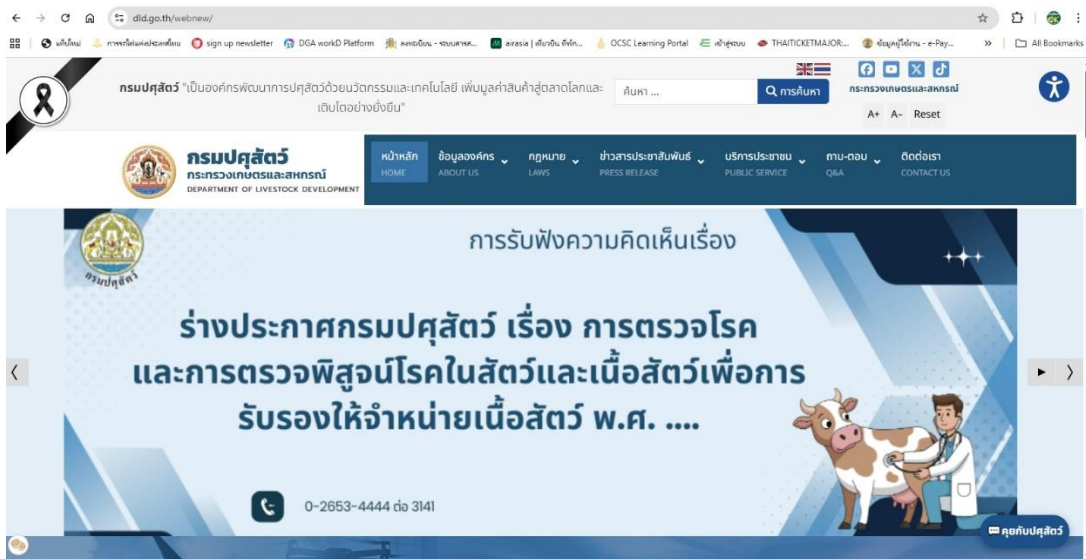 dld.go.th/webnew/
sign up newsletter
DGA workD Platform
OCSC Learning Portal
เข้าสู่ระบบ
THAITICKETMAJOR:...
All Bookmarks
กรมปศุสัตว์ "เป็นองค์กรพัฒนาการปศุสัตว์ด้วยนวัตกรรมและเทคโนโลยี เพิ่มมูลค่าสินค้าสู่ตลาดโลกและ
เติบโตอย่างยั่งยืน"
ค้นหา ...
การค้นหา
กระทรวงเกษตรและสหกรณ์
A+ A- Reset
กรมปศุสัตว์
กระทรวงเกษตรและสหกรณ์
DEPARTMENT OF LIVESTOCK DEVELOPMENT
หน้าหลัก ข้อมูลองค์กร กฎหมาย ข่าวสารประชาสัมพันธ์ บริการประชาชน ถาม-ตอบ ติดต่อเรา
HOME ABOUT US LAWS PRESS RELEASE PUBLIC SERVICE Q&A CONTACT US
กรมปศุสัตว์
การรับฟังความคิดเห็นเรื่อง
ร่างประกาศกรมปศุสัตว์ เรื่อง การตรวจโรค
และการตรวจพิสูจน์โรคในสัตว์และเนื้อสัตว์เพื่อการ
รับรองให้จำหน่ายเนื้อสัตว์ พ.ศ. ....
0-2653-4444 ต่อ 3141
คุยกับปศุสัตว์